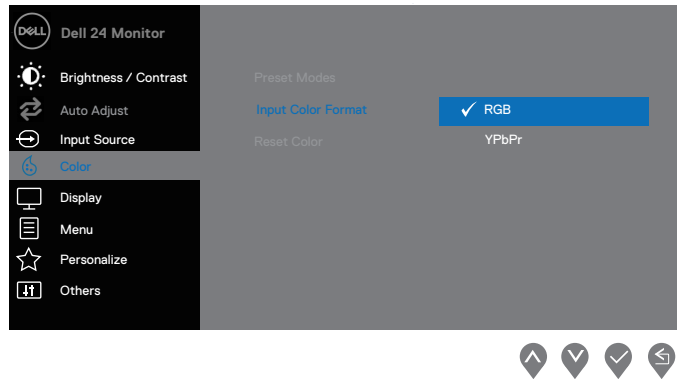 DELL Dell 24 Monitor
Brightness / Contrast
Preset Modes
Auto Adjust
Input Color Format
RGB
Input Source
Reset Color
YPbPr
Color
Display
Menu
Personalize
Others